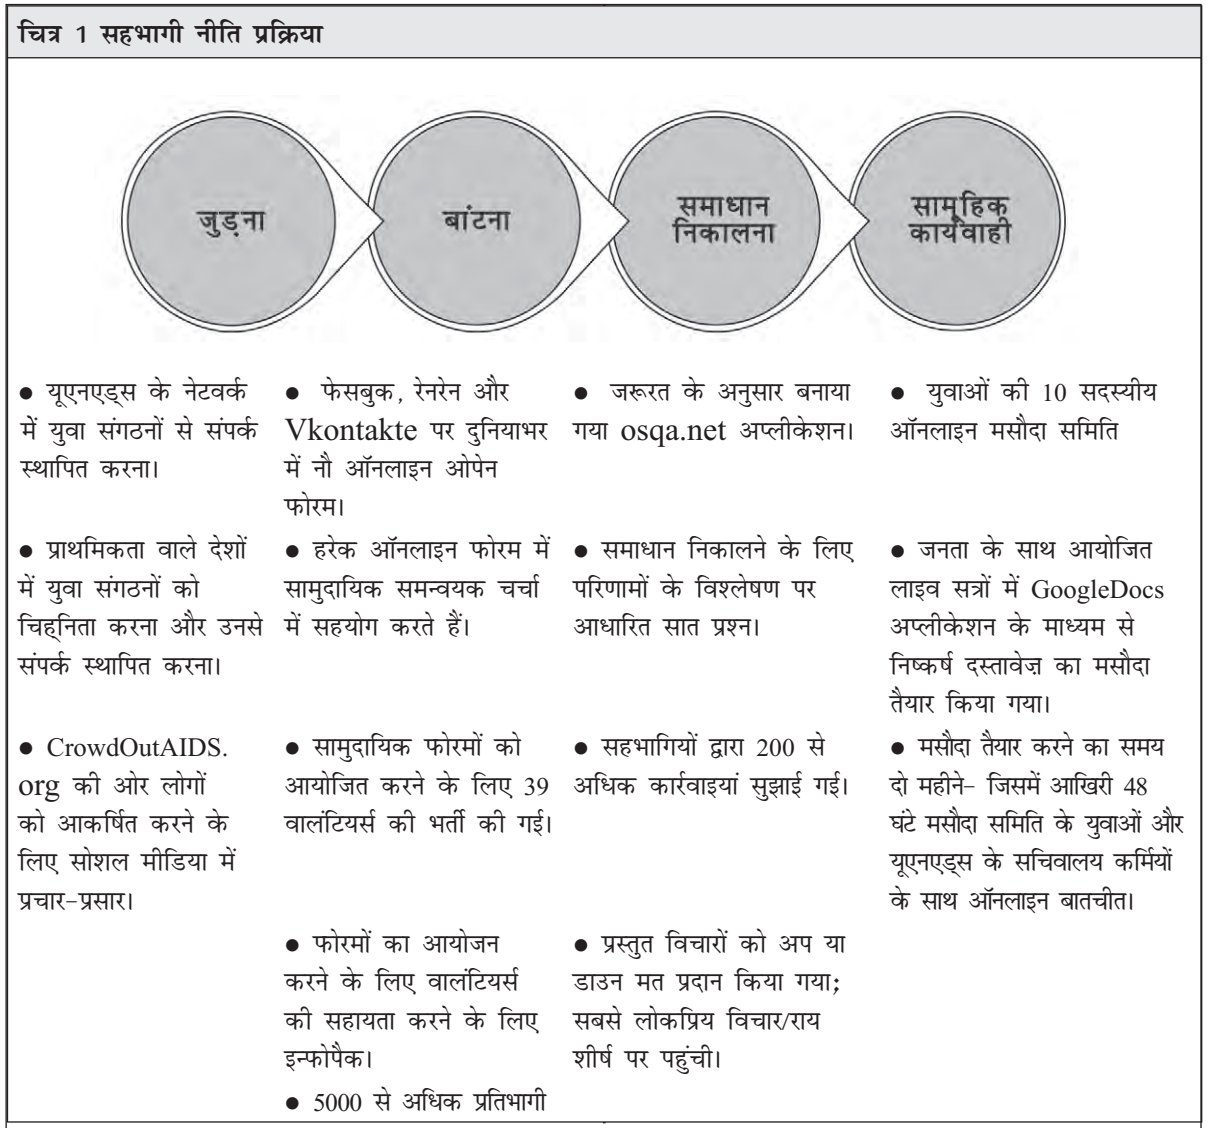 चित्र 1 सहभागी नीति प्रक्रिया
जुड़ना
बांटना
समाधान
निकालना
सामूहिक
कार्यवाही
● यूएनएड्स के नेटवर्क
में युवा संगठनों से संपर्क
स्थापित करना।
● प्राथमिकता वाले देशों
में युवा संगठनों को
चिह्निता करना और उनसे
संपर्क स्थापित करना।
● CrowdOutAIDS.
org की ओर लोगों
को आकर्षित करने के
लिए सोशल मीडिया में
प्रचार-प्रसार।
● फेसबुक, रेनरेन और
Vkontakte पर दुनियाभर
में नौ ऑनलाइन ओपेन
फोरम।
● हरेक ऑनलाइन फोरम में
सामुदायिक समन्वयक चर्चा
में सहयोग करते हैं।
● सामुदायिक फोरमों को
आयोजित करने के लिए 39
वालंटियर्स की भर्ती की गई।
● फोरमों का आयोजन
करने के लिए वालंटियर्स
की सहायता करने के लिए
इन्फोपैक।
● 5000 से अधिक प्रतिभागी
● जरूरत के अनुसार बनाया
गया osqa.net अप्लीकेशन।
● समाधान निकालने के लिए
परिणामों के विश्लेषण पर
आधारित सात प्रश्न।
● सहभागियों द्वारा 200 से
अधिक कार्रवाइयां सुझाई गई।
● प्रस्तुत विचारों को अप या
डाउन मत प्रदान किया गया;
सबसे लोकप्रिय विचार/राय
शीर्ष पर पहुंची।
● युवाओं की 10 सदस्यीय
ऑनलाइन मसौदा समिति
● जनता के साथ आयोजित
लाइव सत्रों में GoogleDocs
अप्लीकेशन के माध्यम से
निष्कर्ष दस्तावेज़ का मसौदा
तैयार किया गया।
● मसौदा तैयार करने का समय
दो महीने- जिसमें आखिरी 48
घंटे मसौदा समिति के युवाओं और
यूएनएड्स के सचिवालय कर्मियों
के साथ ऑनलाइन बातचीत।